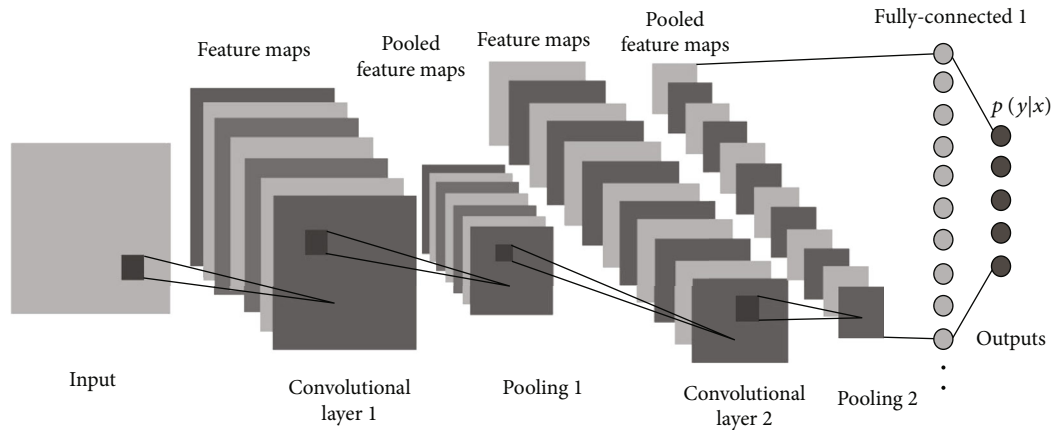 Feature maps
Pooled
feature maps
Feature maps
Pooled
feature maps
Fully-connected 1
p (y|x)
Outputs
Input
Convolutional
layer 1
Pooling 1
Convolutional
layer 2
Pooling 2